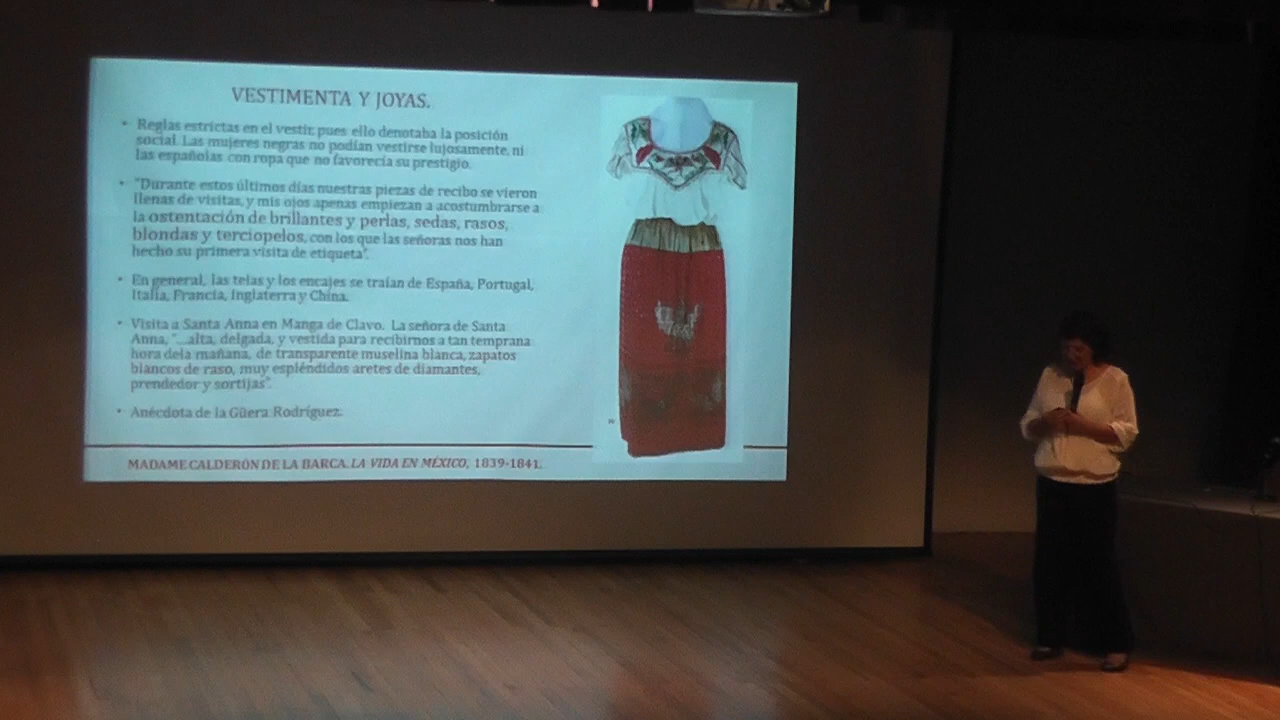 VESTIMENTA Y JOYAS.
• Reglas estrictas en el vestir, pues ello denotaba la posición
social. Las mujeres negras no podían vestirse lujosamente, ni
las españolas con ropa que no favorecía su prestigio.
• "Durante estos últimos días nuestras piezas de recibo se vieron
llenas de visitas, y mis ojos apenas empiezan a acostumbrarse a
la ostentación de brillantes y perlas, sedas, rasos,
blondas y terciopelos, con los que las señoras nos han
hecho su primera visita de etiqueta".
• En general, las telas y los encajes se traían de España, Portugal,
Italia, Francia, Inglaterra y China.
• Visita a Santa Anna en Manga de Clavo. La señora de Santa
Anna, "...alta, delgada, y vestida para recibirnos a tan temprana
hora dela mañana, de transparente muselina blanca, zapatos
blancos de raso, muy espléndidos aretes de diamantes,
prendedor y sortijas".
• Anécdota de la Güera Rodríguez.
MADAME CALDERÓN DE LA BARCA. LA VIDA EN MÉXICO, 1839-1841.